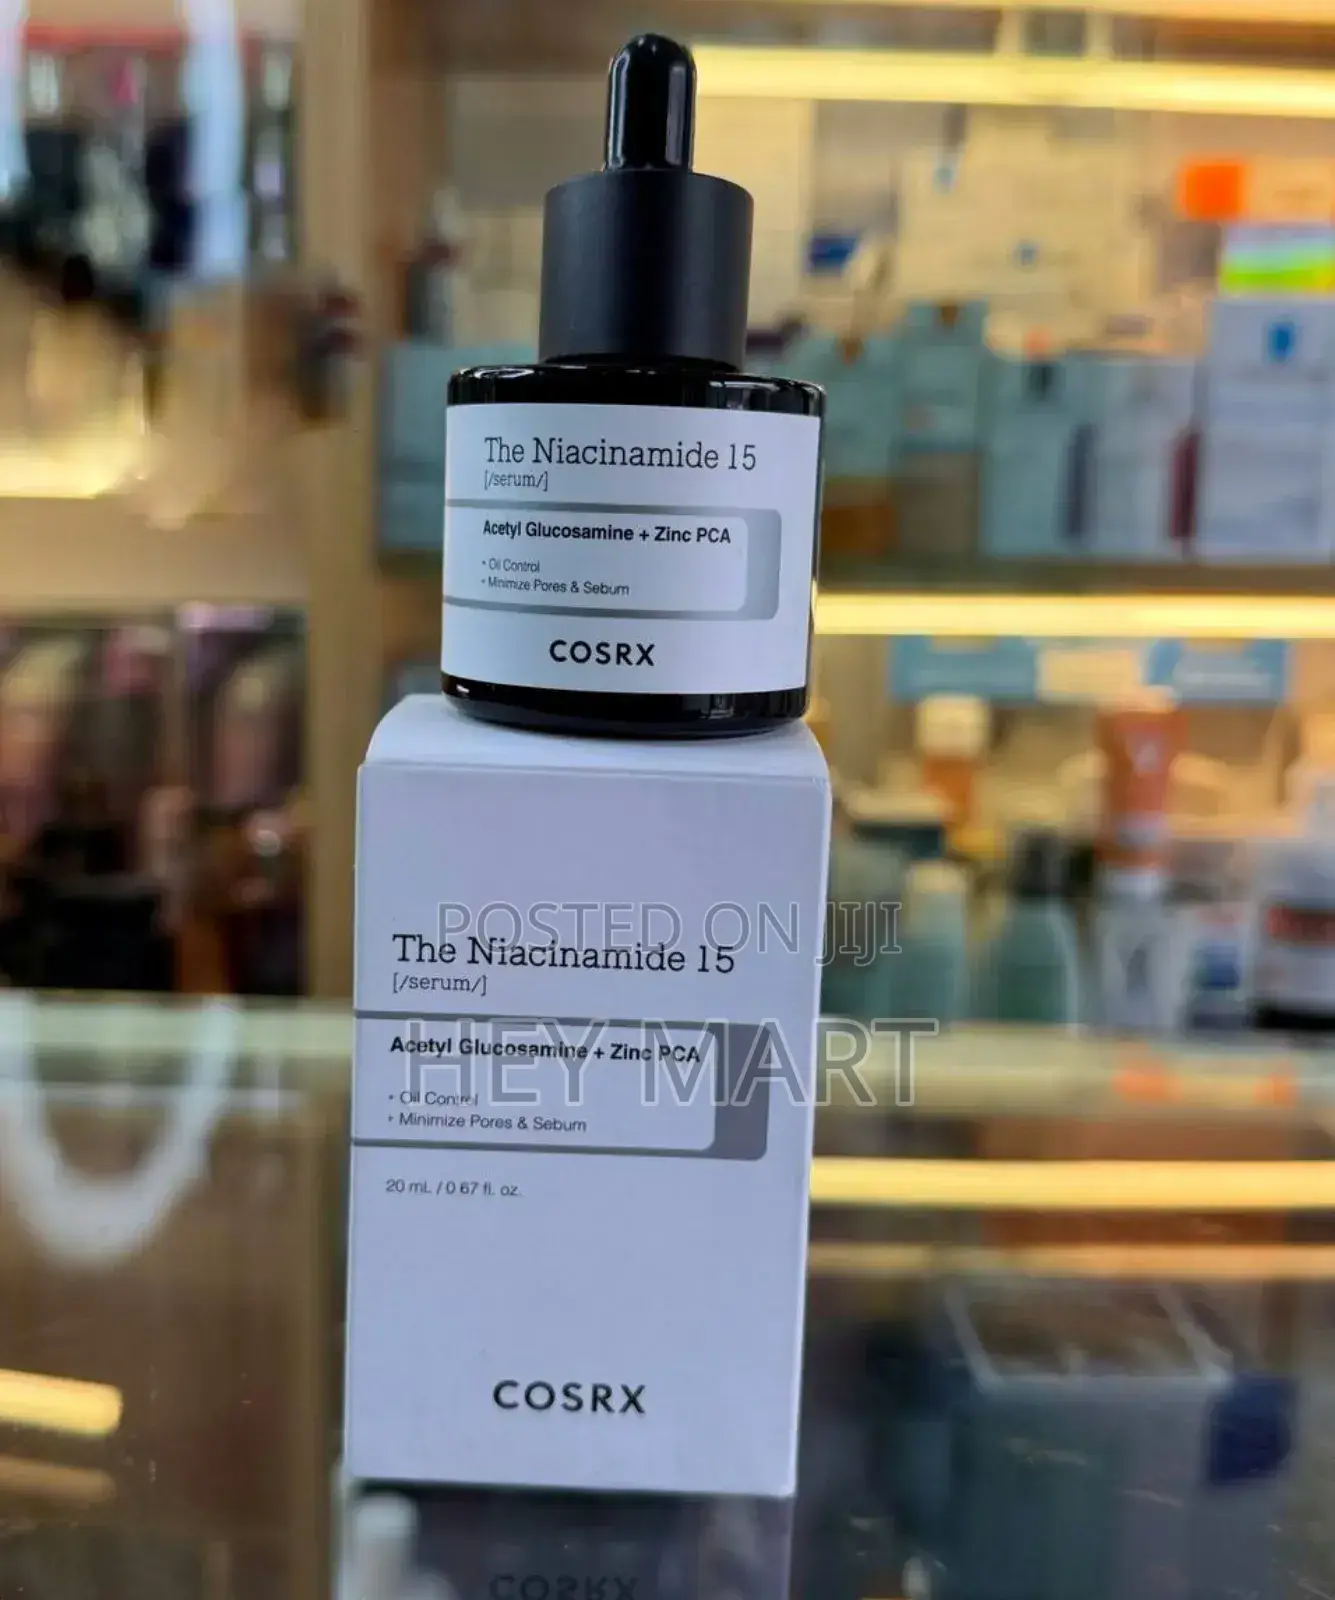 The Niacinamide 15
[/serum/]
Acetyl Glucosamine + Zinc PCA
• Oil Control
• Minimize Pores & Sebum
COSRX
POSTED ON JIJI
The Niacinamide 15
[/serum/]
HEY MART
Acetyl Glucosamine + Zinc PCA
• Oil Control
• Minimize Pores & Sebum
20 mL / 0.67 fl. oz.
COSRX